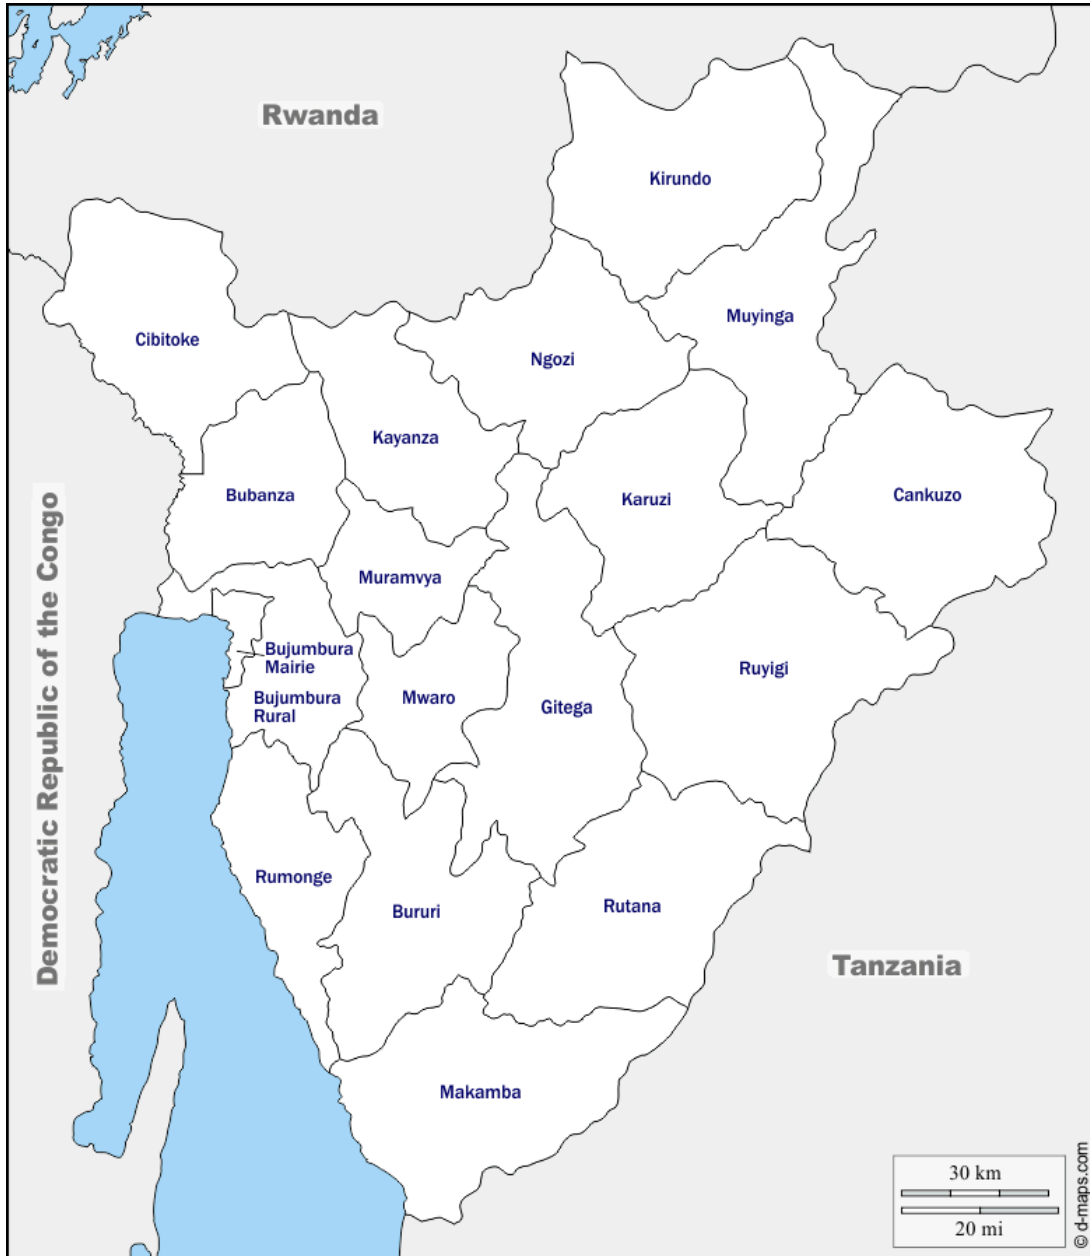 Rwanda
Kirundo
Muyinga
Cibitoke
Ngozi
Kayanza
Bubanza
Karuzi
Cankuzo
Democratic Republic of the Congo
Muramvya
Bujumbura
Mairie
Ruyigi
Bujumbura
Rural
Mwaro
Gitega
Rumonge
Bururi
Rutana
Tanzania
Makamba
30 km
20 mi
© d-maps.com